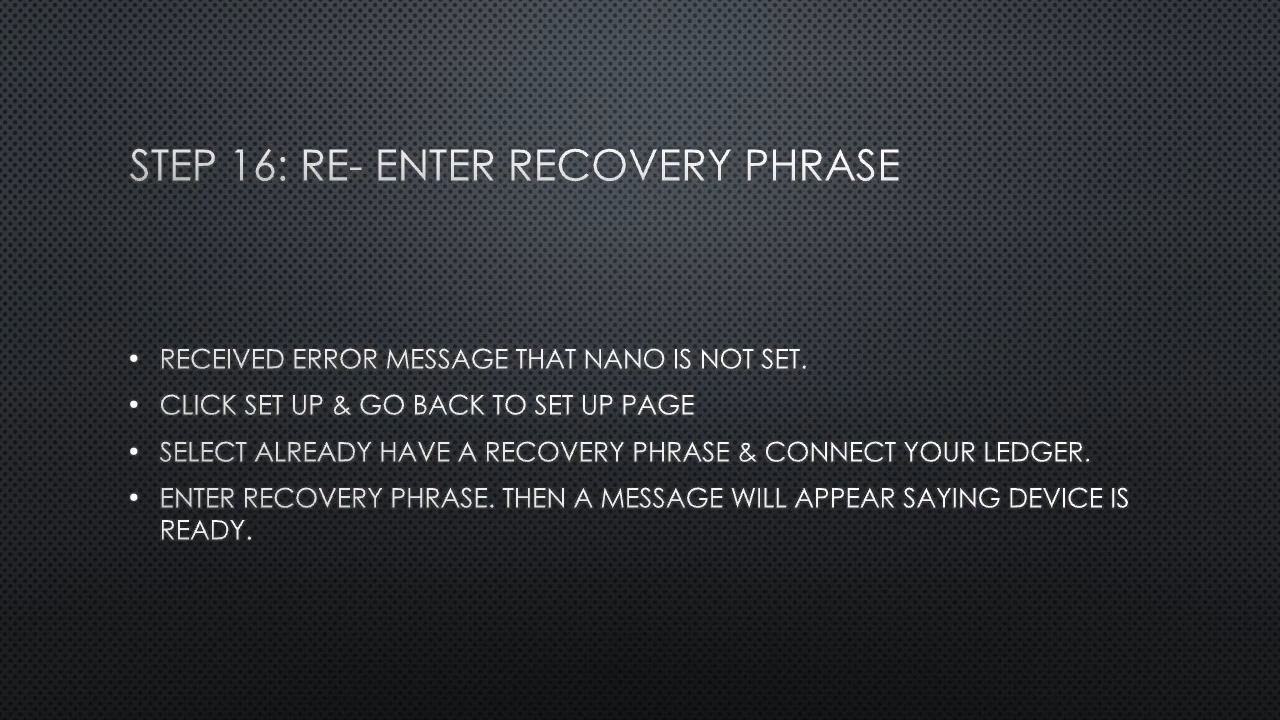 STEP 16: RE- ENTER RECOVERY PHRASE
• RECEIVED ERROR MESSAGE THAT NANO IS NOT SET.
• CLICK SET UP & GO BACK TO SET UP PAGE
• SELECT ALREADY HAVE A RECOVERY PHRASE & CONNECT YOUR LEDGER.
• ENTER RECOVERY PHRASE. THEN A MESSAGE WILL APPEAR SAYING DEVICE IS
READY.